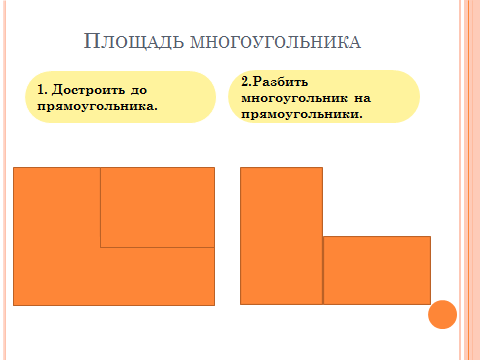 Площадь многоугольника
1. Достроить до
прямоугольника.
2.Разбить
многоугольник на
прямоугольники.